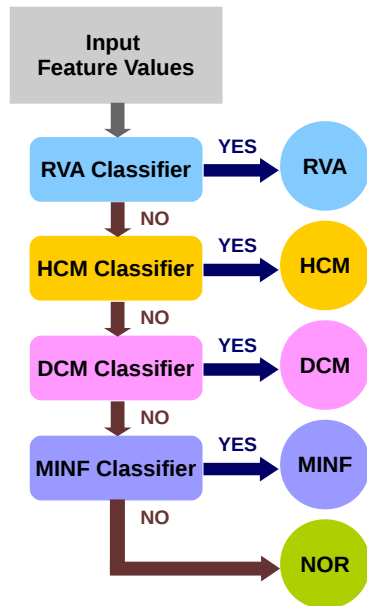 Input
Feature Values
YES
RVA Classifier
RVA
NO
YES
HCM Classifier
HCM
NO
YES
DCM Classifier
DCM
NO
YES
MINF Classifier
MINF
NO
NOR